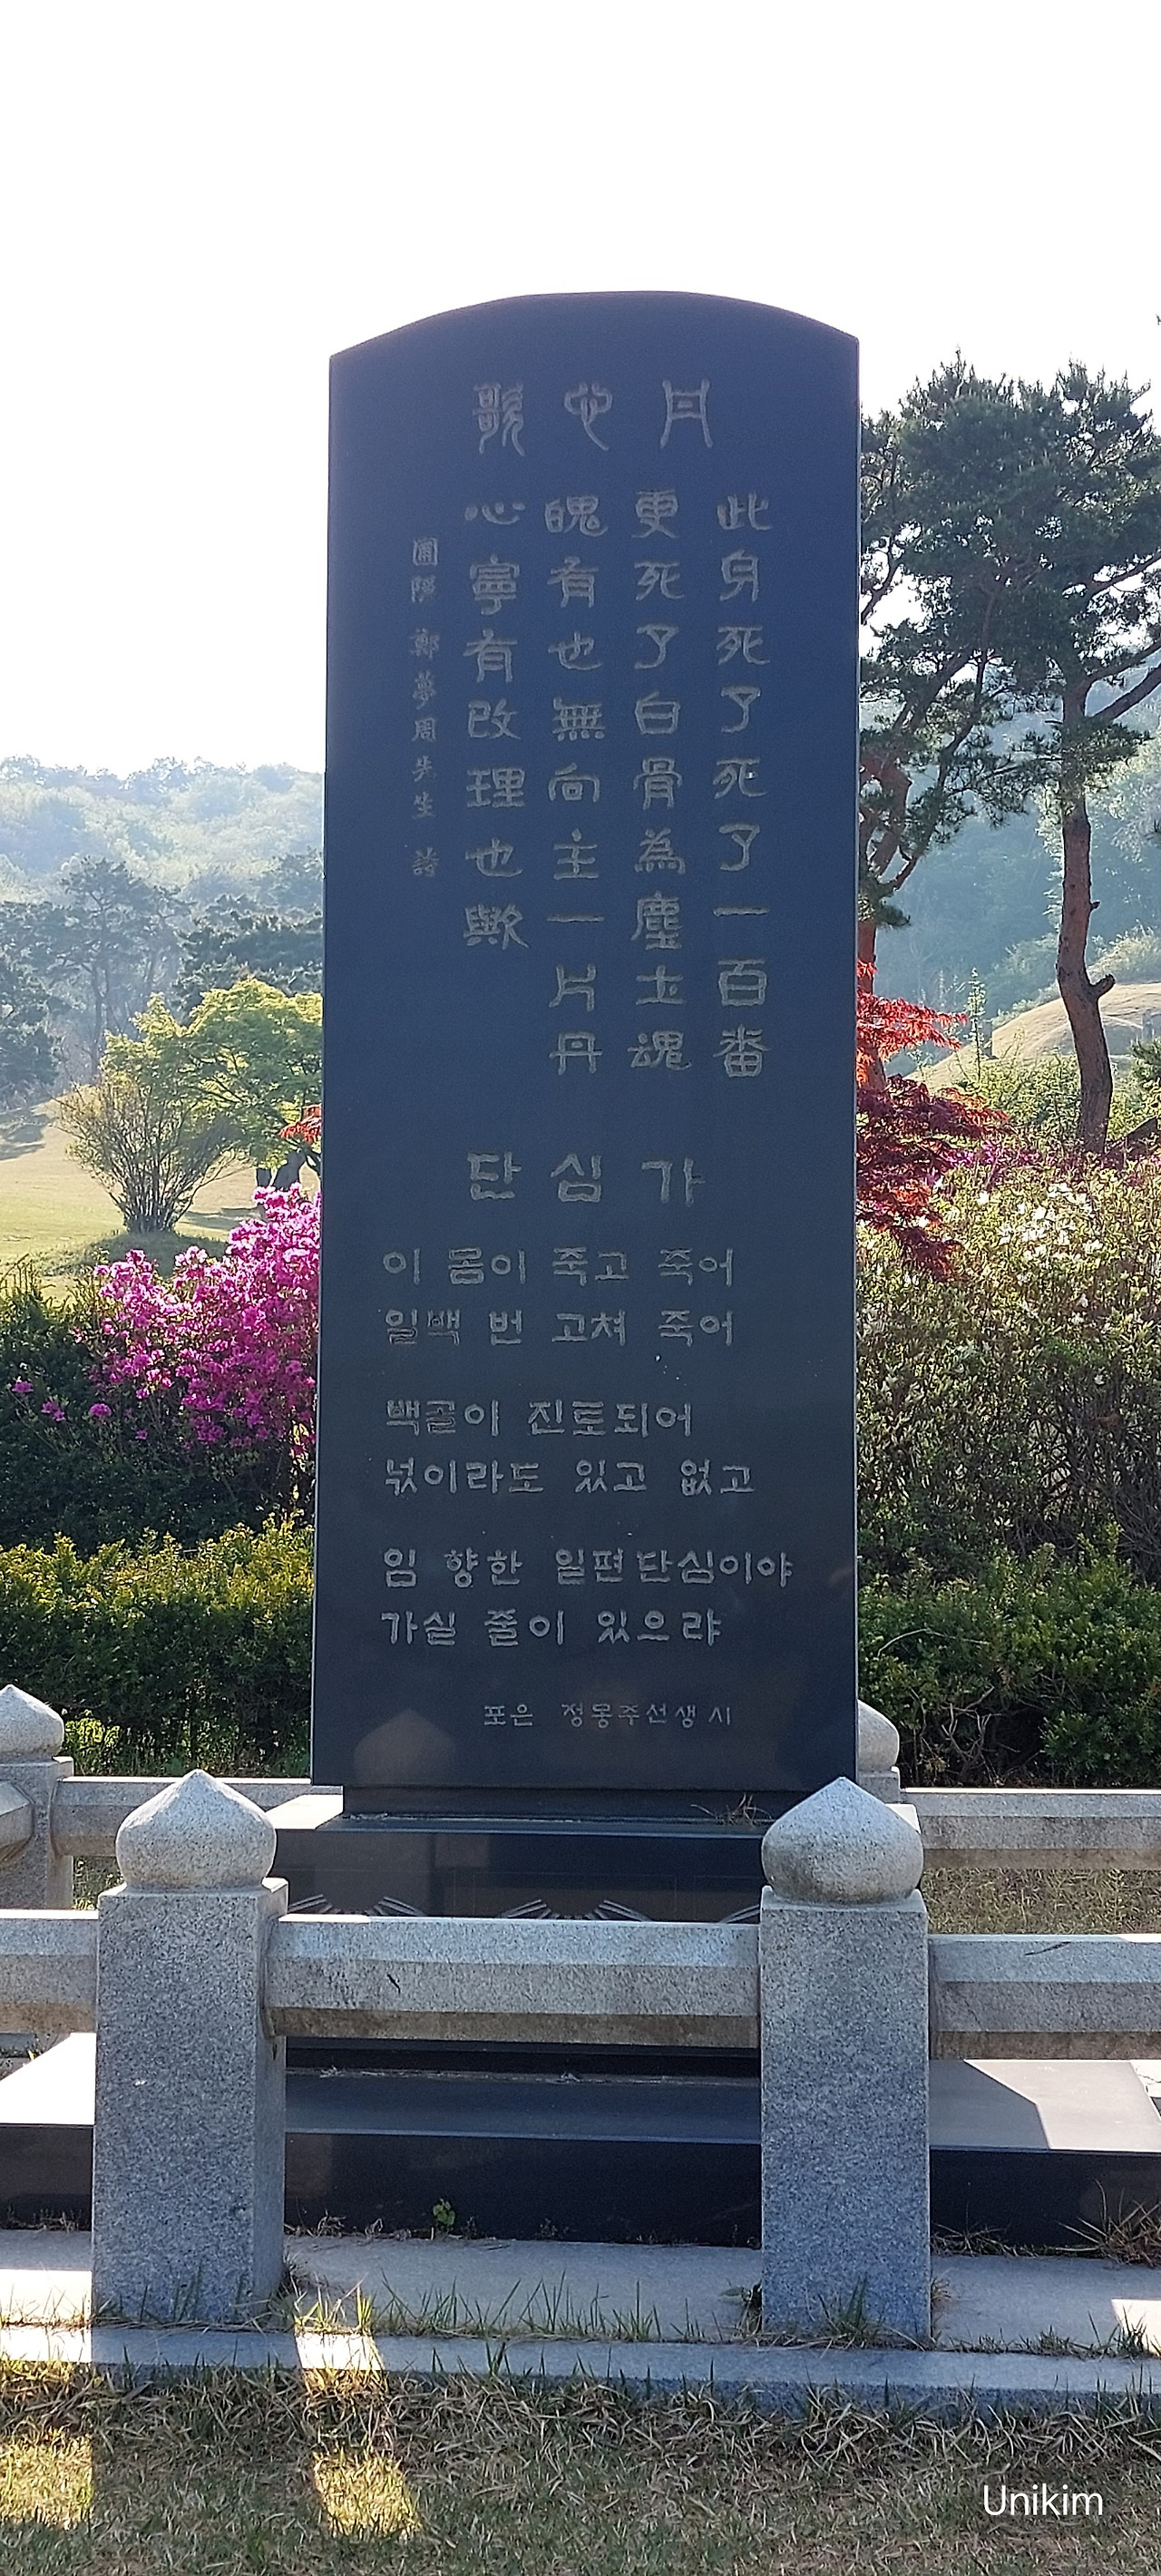 丹心歌
此身死了死了一百番
更死了白骨為塵土魂
魄有也無向主一片丹
心寧有改理也歟
圃隱 鄭夢周先生 詩
단심가
이 몸이 죽고 죽어
일백 번 고쳐 죽어
백골이 진토되어
넋이라도 있고 없고
임 향한 일편단심이야
가실 줄이 있으랴
포은 정몽주선생 시
Unikim